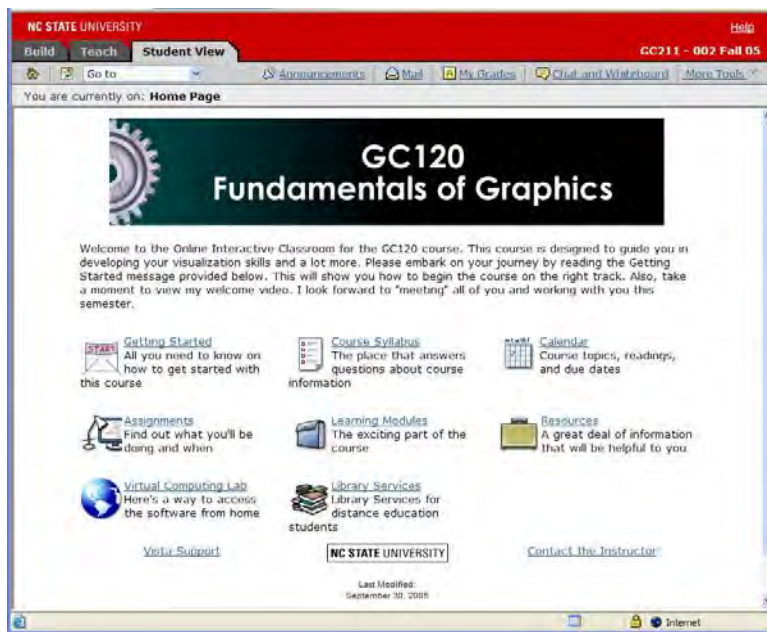 NC STATE UNIVERSITY
Help
Build Teach Student View
GC211 - 002 Fall 05
Go to
Announcements Mail My Grades Chat and Whiteboard More Tools
You are currently on: Home Page
GC120
Fundamentals of Graphics
Welcome to the Online Interactive Classroom for the GC120 course. This course is designed to guide you in
developing your visualization skills and a lot more. Please embark on your journey by reading the Getting
Started message provided below. This will show you how to begin the course on the right track. Also, take
a moment to view my welcome video. I look forward to "meeting" all of you and working with you this
semester.
START
Getting Started
All you need to know on
how to get started with
this course
Course Syllabus
The place that answers
questions about course
information
Calendar
Course topics, readings,
and due dates
Assignments
Find out what you'll be
doing and when
Learning Modules
The exciting part of the
course
Resources
A great deal of information
that will be helpful to you
Virtual Computing Lab
Here's a way to access
the software from home
Library Services
Library Services for
distance education
students
Vista Support
NC STATE UNIVERSITY
Contact the Instructor
Last Modified:
September 30, 2005
Internet